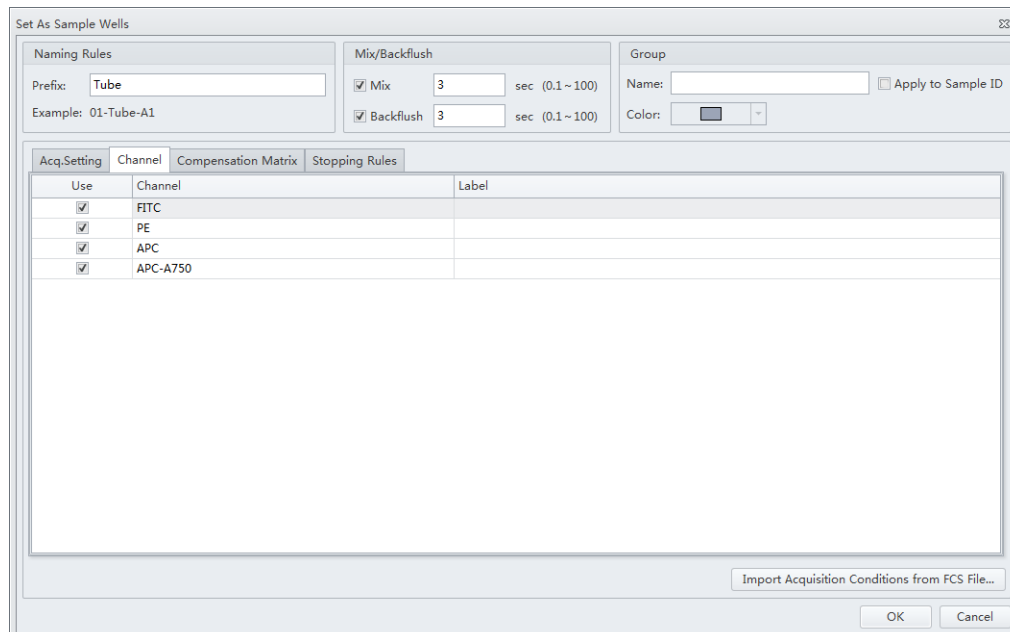 Set As Sample Wells
Naming Rules
Prefix: Tube
Example: 01-Tube-A1
Mix/Backflush
Mix 3 sec (0.1~100)
Backflush 3 sec (0.1~100)
Group
Name: Apply to Sample ID
Color:
Acq.Setting Channel Compensation Matrix Stopping Rules
Use Channel Label
FITC
PE
APC
APC-A750
Import Acquisition Conditions from FCS File...
OK Cancel